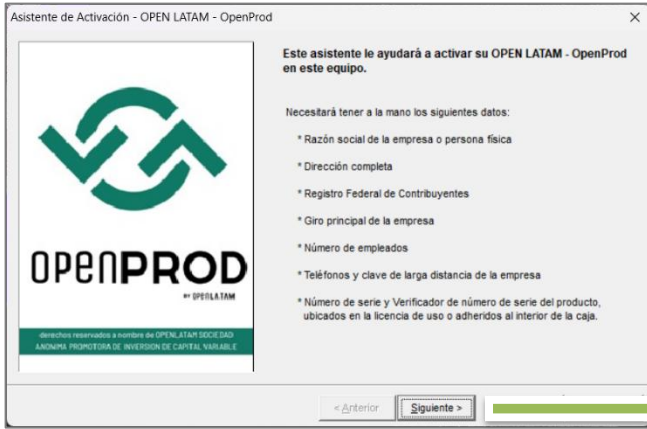 Asistente de Activación - OPEN LATAM - OpenProd
Este asistente le ayudará a activar su OPEN LATAM - OpenProd
en este equipo.
Necesitará tener a la mano los siguientes datos:
* Razón social de la empresa o persona física
* Dirección completa
* Registro Federal de Contribuyentes
* Giro principal de la empresa
* Número de empleados
* Teléfonos y clave de larga distancia de la empresa
* Número de serie y Verificador de número de serie del producto,
ubicados en la licencia de uso o adheridos al interior de la caja.
OPENPROD
BY OPENLATAM
derechos reservados a nombre de OPENLATAM SOCIEDAD
ANONIMA PROMOTORA DE INVERSION DE CAPITAL VARIABLE
< Anterior
Siguiente >